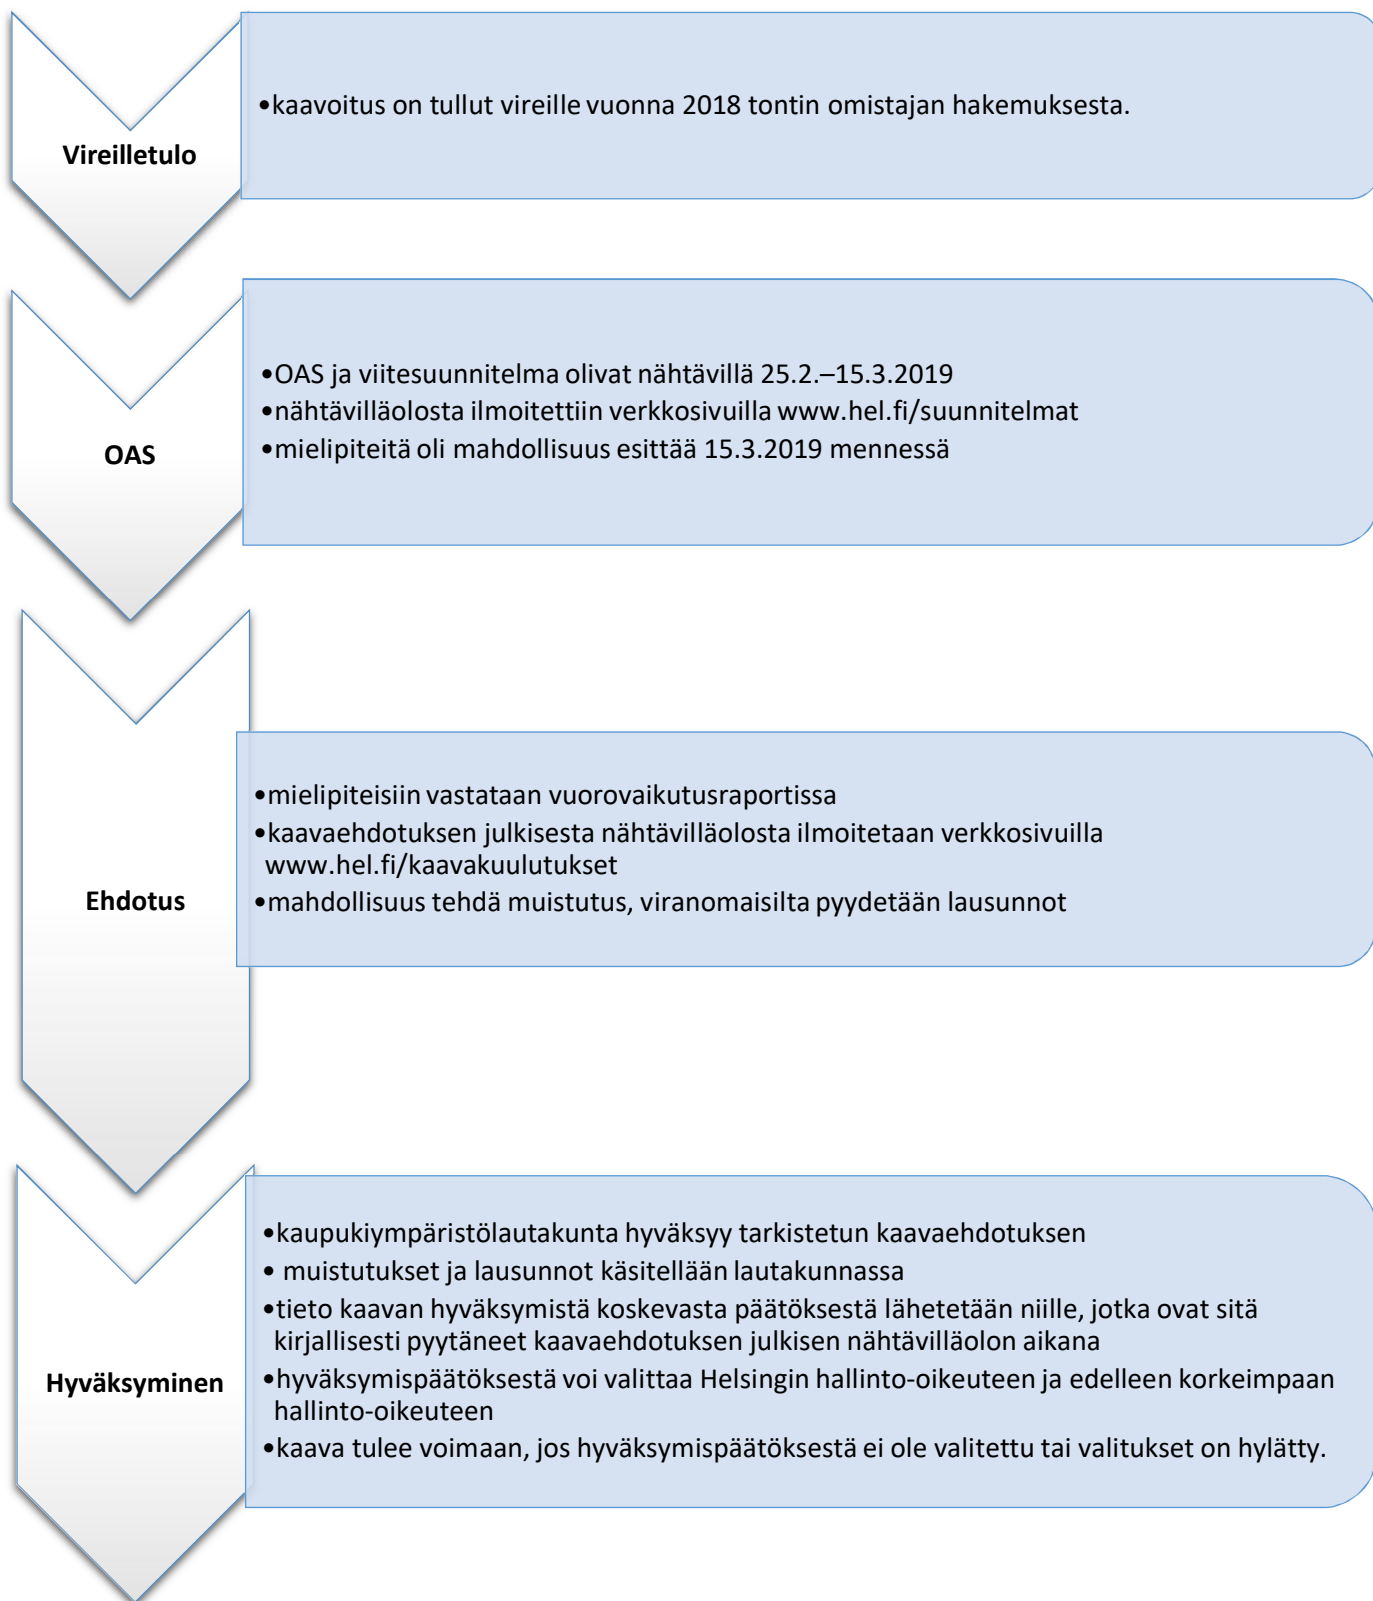 Vireilletulo
•kaavoitus on tullut vireille vuonna 2018 tontin omistajan hakemuksesta.
OAS
•OAS ja viitesuunnitelma olivat nähtävillä 25.2.–15.3.2019
•nähtävilläolosta ilmoitettiin verkkosivuilla www.hel.fi/suunnitelmat
•mielipiteitä oli mahdollisuus esittää 15.3.2019 mennessä
Ehdotus
•mielipiteisiin vastataan vuorovaikutusraportissa
•kaavaehdotuksen julkisesta nähtävilläolosta ilmoitetaan verkkosivuilla
www.hel.fi/kaavakuulutukset
•mahdollisuus tehdä muistutus, viranomaisilta pyydetään lausunnot
Hyväksyminen
•kaupukiympäristölautakunta hyväksyy tarkistetun kaavaehdotuksen
• muistutukset ja lausunnot käsitellään lautakunnassa
•tieto kaavan hyväksymistä koskevasta päätöksestä lähetetään niille, jotka ovat sitä
kirjallisesti pyytäneet kaavaehdotuksen julkisen nähtävilläolon aikana
•hyväksymispäätöksestä voi valittaa Helsingin hallinto-oikeuteen ja edelleen korkeimpaan
hallinto-oikeuteen
•kaava tulee voimaan, jos hyväksymispäätöksestä ei ole valitettu tai valitukset on hylätty.